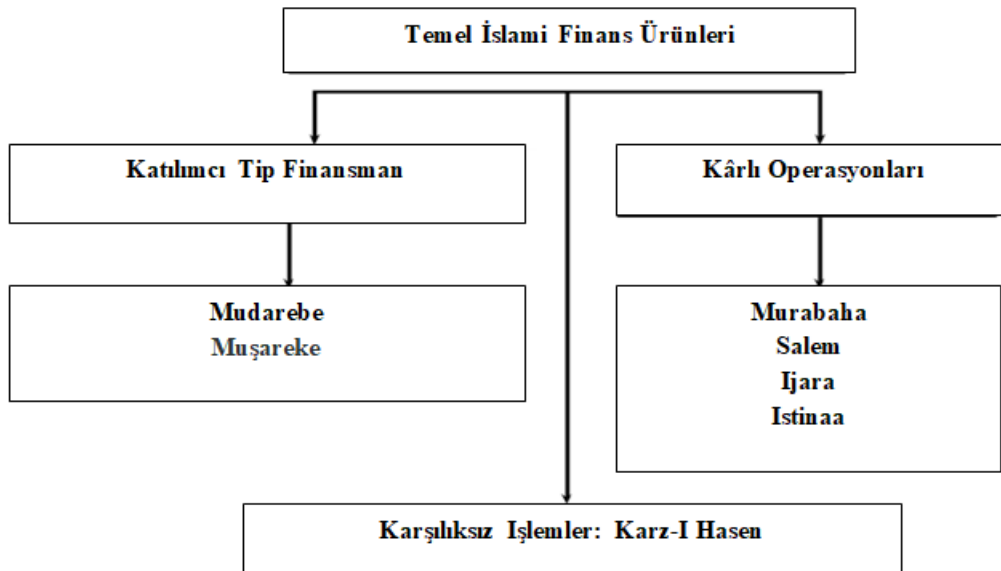 Temel İslami Finans Ürünleri
Katılımcı Tip Finansman
Kârlı Operasyonları
Mudarebe
Muşareke
Murabaha
Salem
Ijara
Istinaa
Karşılıksız Işlemler: Karz-I Hasen